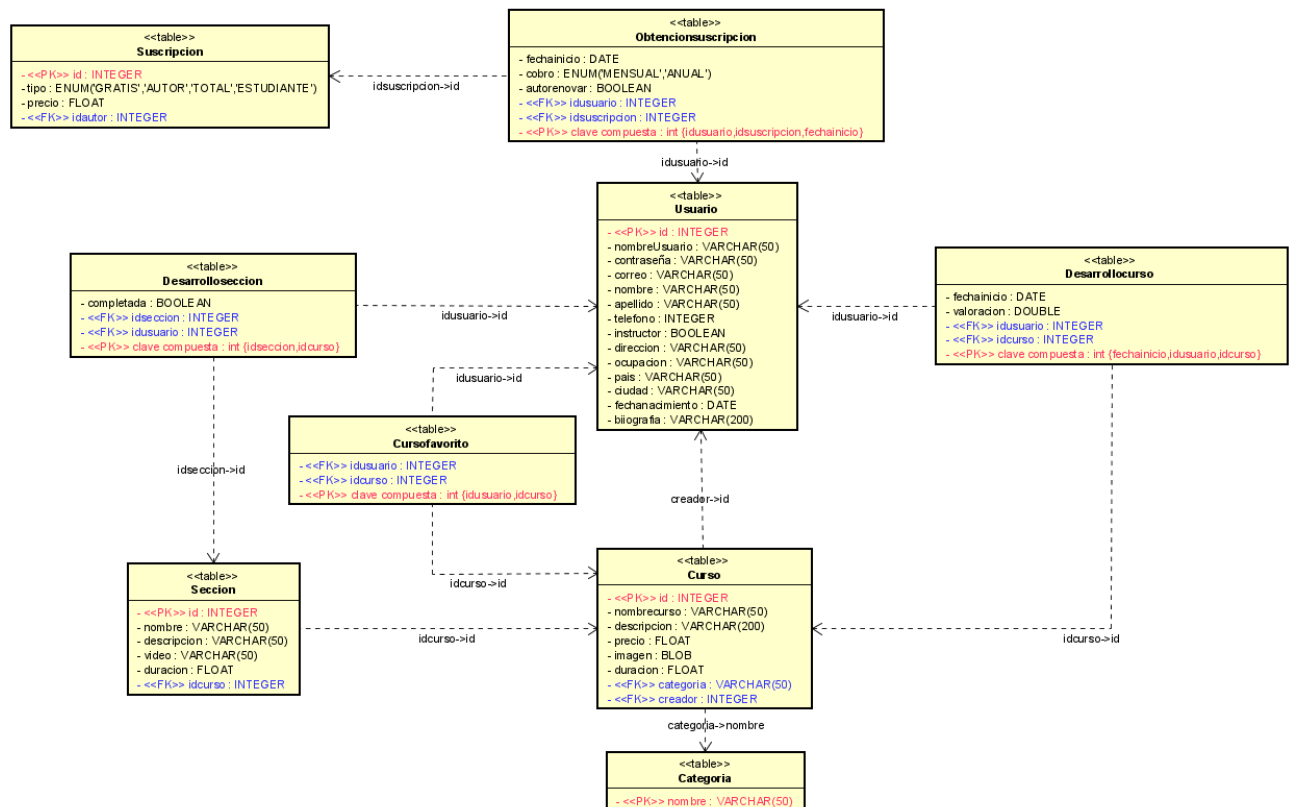 <<table>>
Suscripcion
- <<PK>> id : INTEGER
- tipo : ENUM('GRATIS','AUTOR','TOTAL','ESTUDIANTE')
- precio : FLOAT
- <<FK>> idautor : INTEGER
idsuscripcion->id
<<table>>
Obtencionsuscripcion
- fechainicio : DATE
- cobro : ENUM('MENSUAL','ANUAL')
- autorenovar : BOOLEAN
- <<FK>> idusuario : INTEGER
- <<FK>> idsuscripcion : INTEGER
- <<PK>> clave compuesta : int {idusuario,idsuscripcion,fechainicio}
idusuario->id
<<table>>
Usuario
- <<PK>> id : INTEGER
- nombreUsuario : VARCHAR(50)
- contraseña : VARCHAR(50)
- correo : VARCHAR(50)
- nombre : VARCHAR(50)
- apellido : VARCHAR(50)
- telefono : INTEGER
- instructor : BOOLEAN
- direccion : VARCHAR(50)
- ocupacion : VARCHAR(50)
- pais : VARCHAR(50)
- ciudad : VARCHAR(50)
- fechanacimiento : DATE
- biiografia : VARCHAR(200)
<<table>>
Desarrolloseccion
- completada : BOOLEAN
- <<FK>> idseccion : INTEGER
- <<FK>> idusuario : INTEGER
- <<PK>> clave compuesta : int {idseccion,idcurso}
idusuario->id
<<table>>
Desarrollocurso
- fechainicio : DATE
- valoracion : DOUBLE
- <<FK>> idusuario : INTEGER
- <<FK>> idcurso : INTEGER
- <<PK>> clave compuesta : int {fechainicio,idusuario,idcurso}
idusuario->id
idusuario->id
<<table>>
Cursofavorito
- <<FK>> idusuario : INTEGER
- <<FK>> idcurso : INTEGER
- <<PK>> clave compuesta : int {idusuario,idcurso}
idseccion->id
creador->id
idcurso->id
<<table>>
Seccion
- <<PK>> id : INTEGER
- nombre : VARCHAR(50)
- descripcion : VARCHAR(50)
- video : VARCHAR(50)
- duracion : FLOAT
- <<FK>> idcurso : INTEGER
idcurso->id
<<table>>
Curso
- <<PK>> id : INTEGER
- nombrecurso : VARCHAR(50)
- descripcion : VARCHAR(200)
- precio : FLOAT
- imagen : BLOB
- duracion : FLOAT
- <<FK>> categoria : VARCHAR(50)
- <<FK>> creador : INTEGER
idcurso->id
categoria->nombre
<<table>>
Categoria
- <<PK>> nombre : VARCHAR(50)